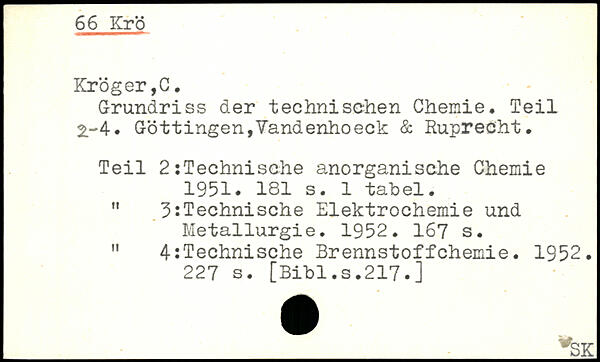 66 Krö
Kröger,C.
Grundriss der technischen Chemie. Teil
2-4. Göttingen,Vandenhoeck & Ruprecht.
Teil 2:Technische anorganische Chemie
1951. 181 s. 1 tabel.
" 3:Technische Elektrochemie und
Metallurgie. 1952. 167 s.
" 4:Technische Brennstoffchemie. 1952.
227 s. [Bibl.s.217.]
SK